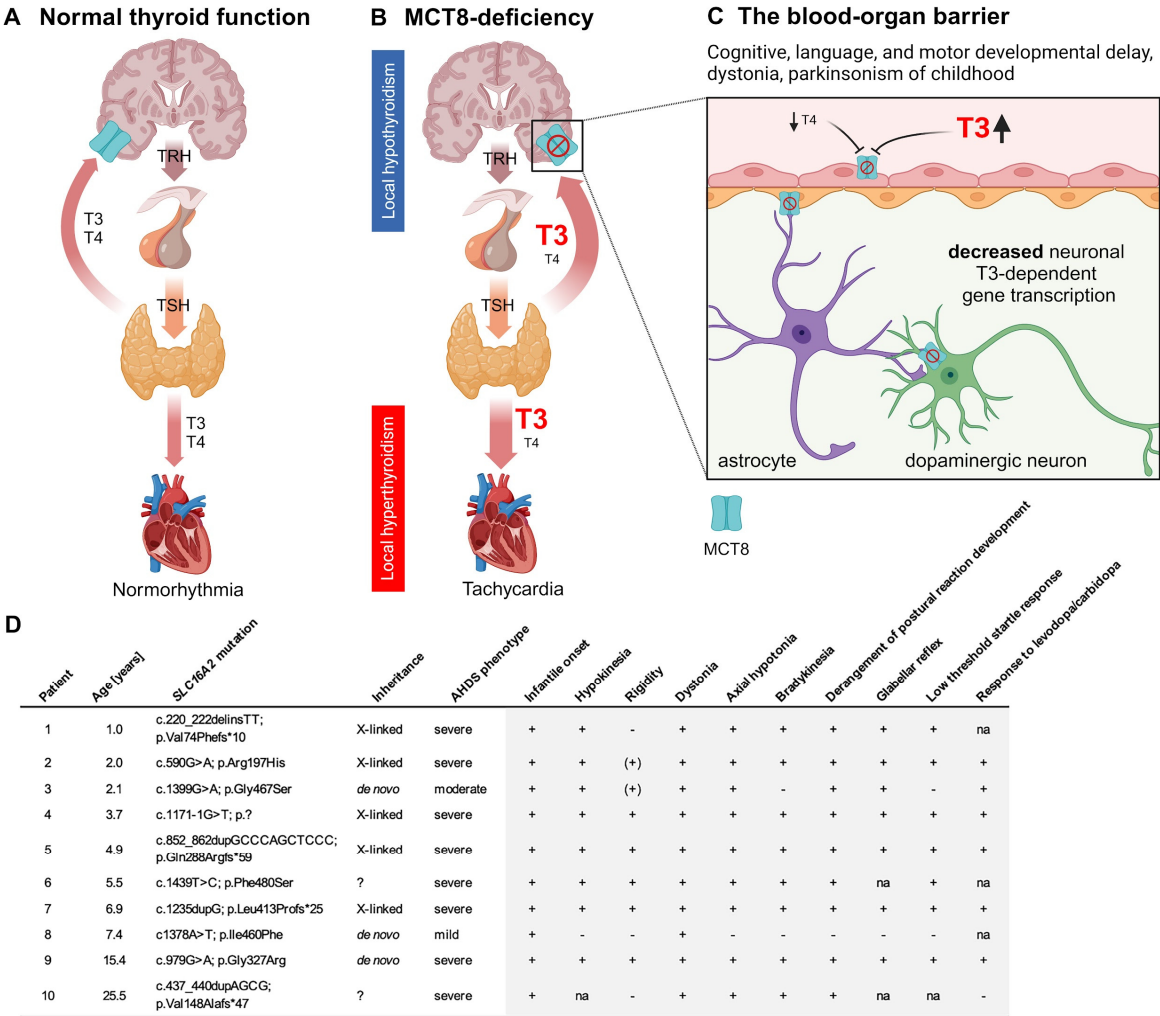 A Normal thyroid function
TRH
T3
T4
TSH
T3
T4
Normorhythmia
B MCT8-deficiency
Local hypothyroidism
TRH
T3
T4
TSH
T3
T4
Local hyperthyroidism
Tachycardia
C The blood-organ barrier
Cognitive, language, and motor developmental delay,
dystonia, parkinsonism of childhood
T4
T3
decreased neuronal
T3-dependent
gene transcription
astrocyte
dopaminergic neuron
MCT8
D
Patient Age [years] SLC16A2 mutation Inheritance AHDS phenotype Infantile onset Hypokinesia Rigidity Dystonia Axial hypotonia Bradykinesia Derangement of postural reaction development Glabellar reflex Low threshold startle response Response to levodopa/carbidopa
1 1.0 c.220_222delinsTT; X-linked severe + + - + + + + + + na
p.Val74Phefs*10
2 2.0 c.590G>A; p.Arg197His X-linked severe + + (+) + + + + + + +
3 2.1 c.1399G>A; p.Gly467Ser de novo moderate + + (+) + + - + + - +
4 3.7 c.1171-1G>T; p.? X-linked severe + + + + + + + + + +
5 4.9 c.852_862dupGCCCAGCTCCC; X-linked severe + + + + + + + + + +
p.Gln288Argfs*59
6 5.5 c.1439T>C; p.Phe480Ser ? severe + + + + + + + na + na
7 6.9 c.1235dupG; p.Leu413Profs*25 X-linked severe + + + + + + + + + +
8 7.4 c1378A>T; p.Ile460Phe de novo mild + - - + - - - - - na
9 15.4 c.979G>A; p.Gly327Arg de novo severe + + + + + + + + + +
10 25.5 c.437_440dupAGCG; ? severe + na - + + + + na na -
p.Val148Alafs*47